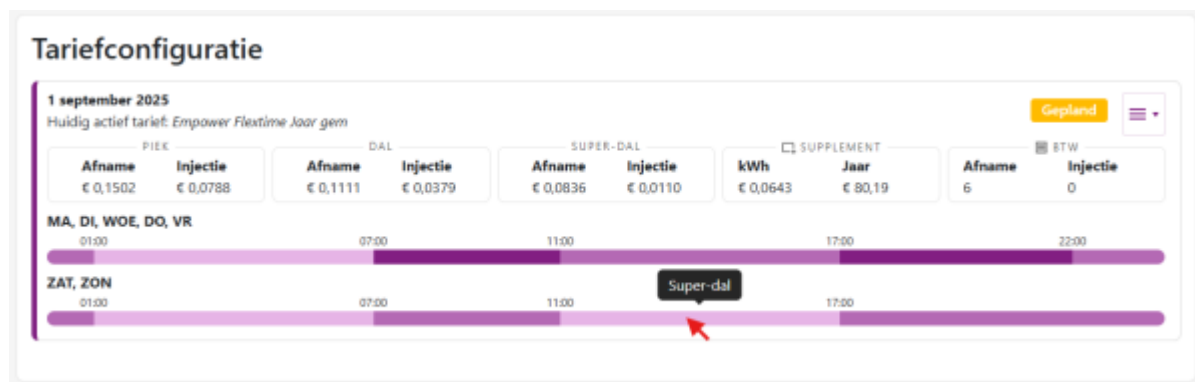 Tariefconfiguratie
1 september 2025
Huidig actief tarief: Empower Flextime Jaar gem
Gepland
PIEK DAL SUPER-DAL SUPPLEMENT BTW
Afname Injectie Afname Injectie Afname Injectie kWh Jaar Afname Injectie
€ 0,1502 € 0,0788 € 0,1111 € 0,0379 € 0,0836 € 0,0110 € 0,0643 € 80,19 6 0
MA, DI, WOE, DO, VR
01:00 07:00 11:00 17:00 22:00
ZAT, ZON
Super-dal
01:00 07:00 11:00 17:00